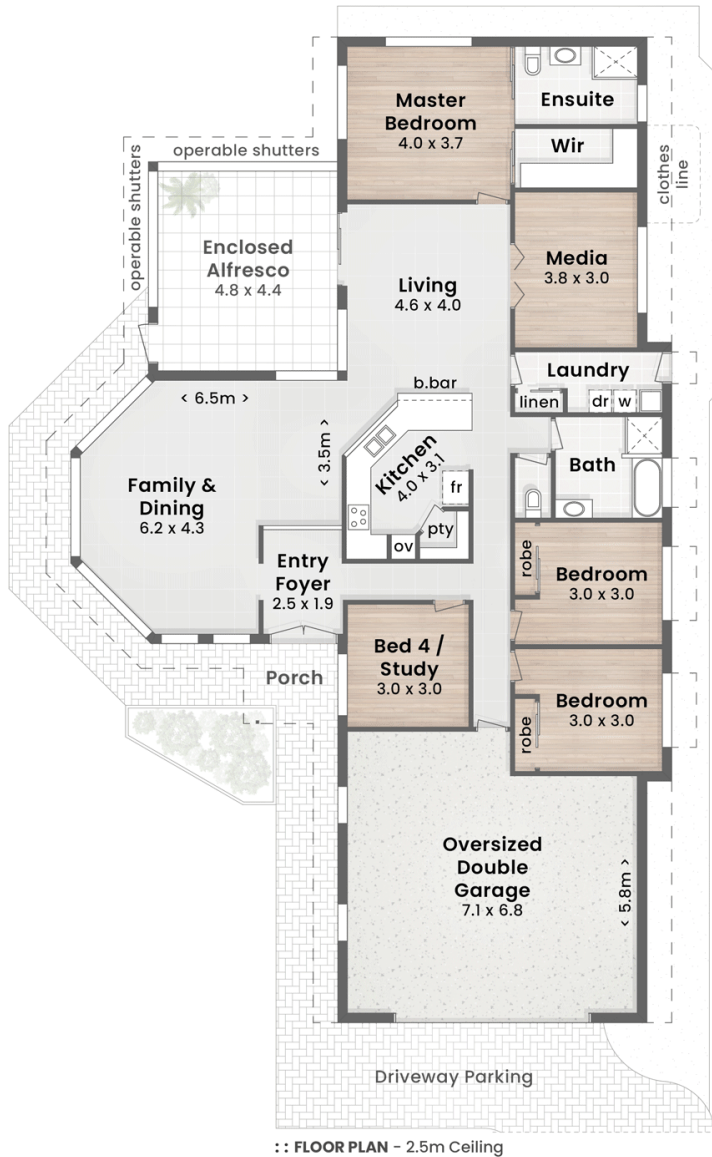 Master
Bedroom
4.0 x 3.7
Ensuite
Wir
operable shutters
operable shutters
clothes
line
Enclosed
Alfresco
4.8 x 4.4
Living
4.6 x 4.0
Media
3.8 x 3.0
Laundry
linen
dr
w
b.bar
< 6.5m >
< 3.5m >
Kitchen
4.0 x 3.1
fr
pty
ov
Bath
Family &
Dining
6.2 x 4.3
Entry
Foyer
2.5 x 1.9
robe
Bedroom
3.0 x 3.0
Bed 4 /
Study
3.0 x 3.0
Porch
robe
Bedroom
3.0 x 3.0
Oversized
Double
Garage
7.1 x 6.8
< 5.8m >
Driveway Parking
:: FLOOR PLAN - 2.5m Ceiling